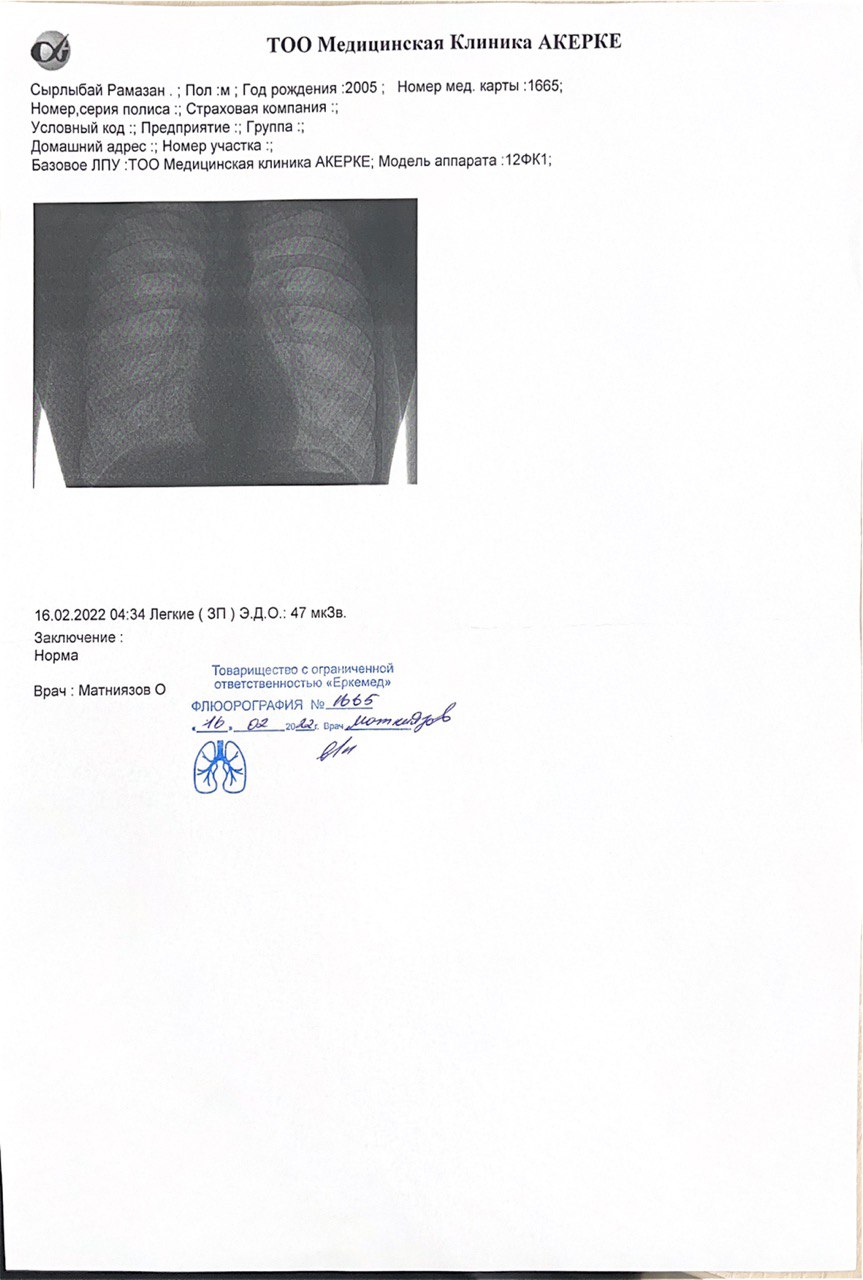 ТОО Медицинская Клиника АКЕРКЕ
Сырлыбай Рамазан . ; Пол :м ; Год рождения :2005 ; Номер мед. карты :1665;
Номер,серия полиса :; Страховая компания :;
Условный код :; Предприятие :; Группа :;
Домашний адрес :; Номер участка :;
Базовое ЛПУ :ТОО Медицинская клиника АКЕРКЕ; Модель аппарата :12ФК1;
16.02.2022 04:34 Легкие ( ЗП ) Э.Д.О.: 47 мкЗв.
Заключение :
Норма
Врач : Матниязов О
Товарищество с ограниченной
ответственностью «Еркемед»
ФЛЮОРОГРАФИЯ № 1665
„16„ 02 2022г. Врач Матниязов